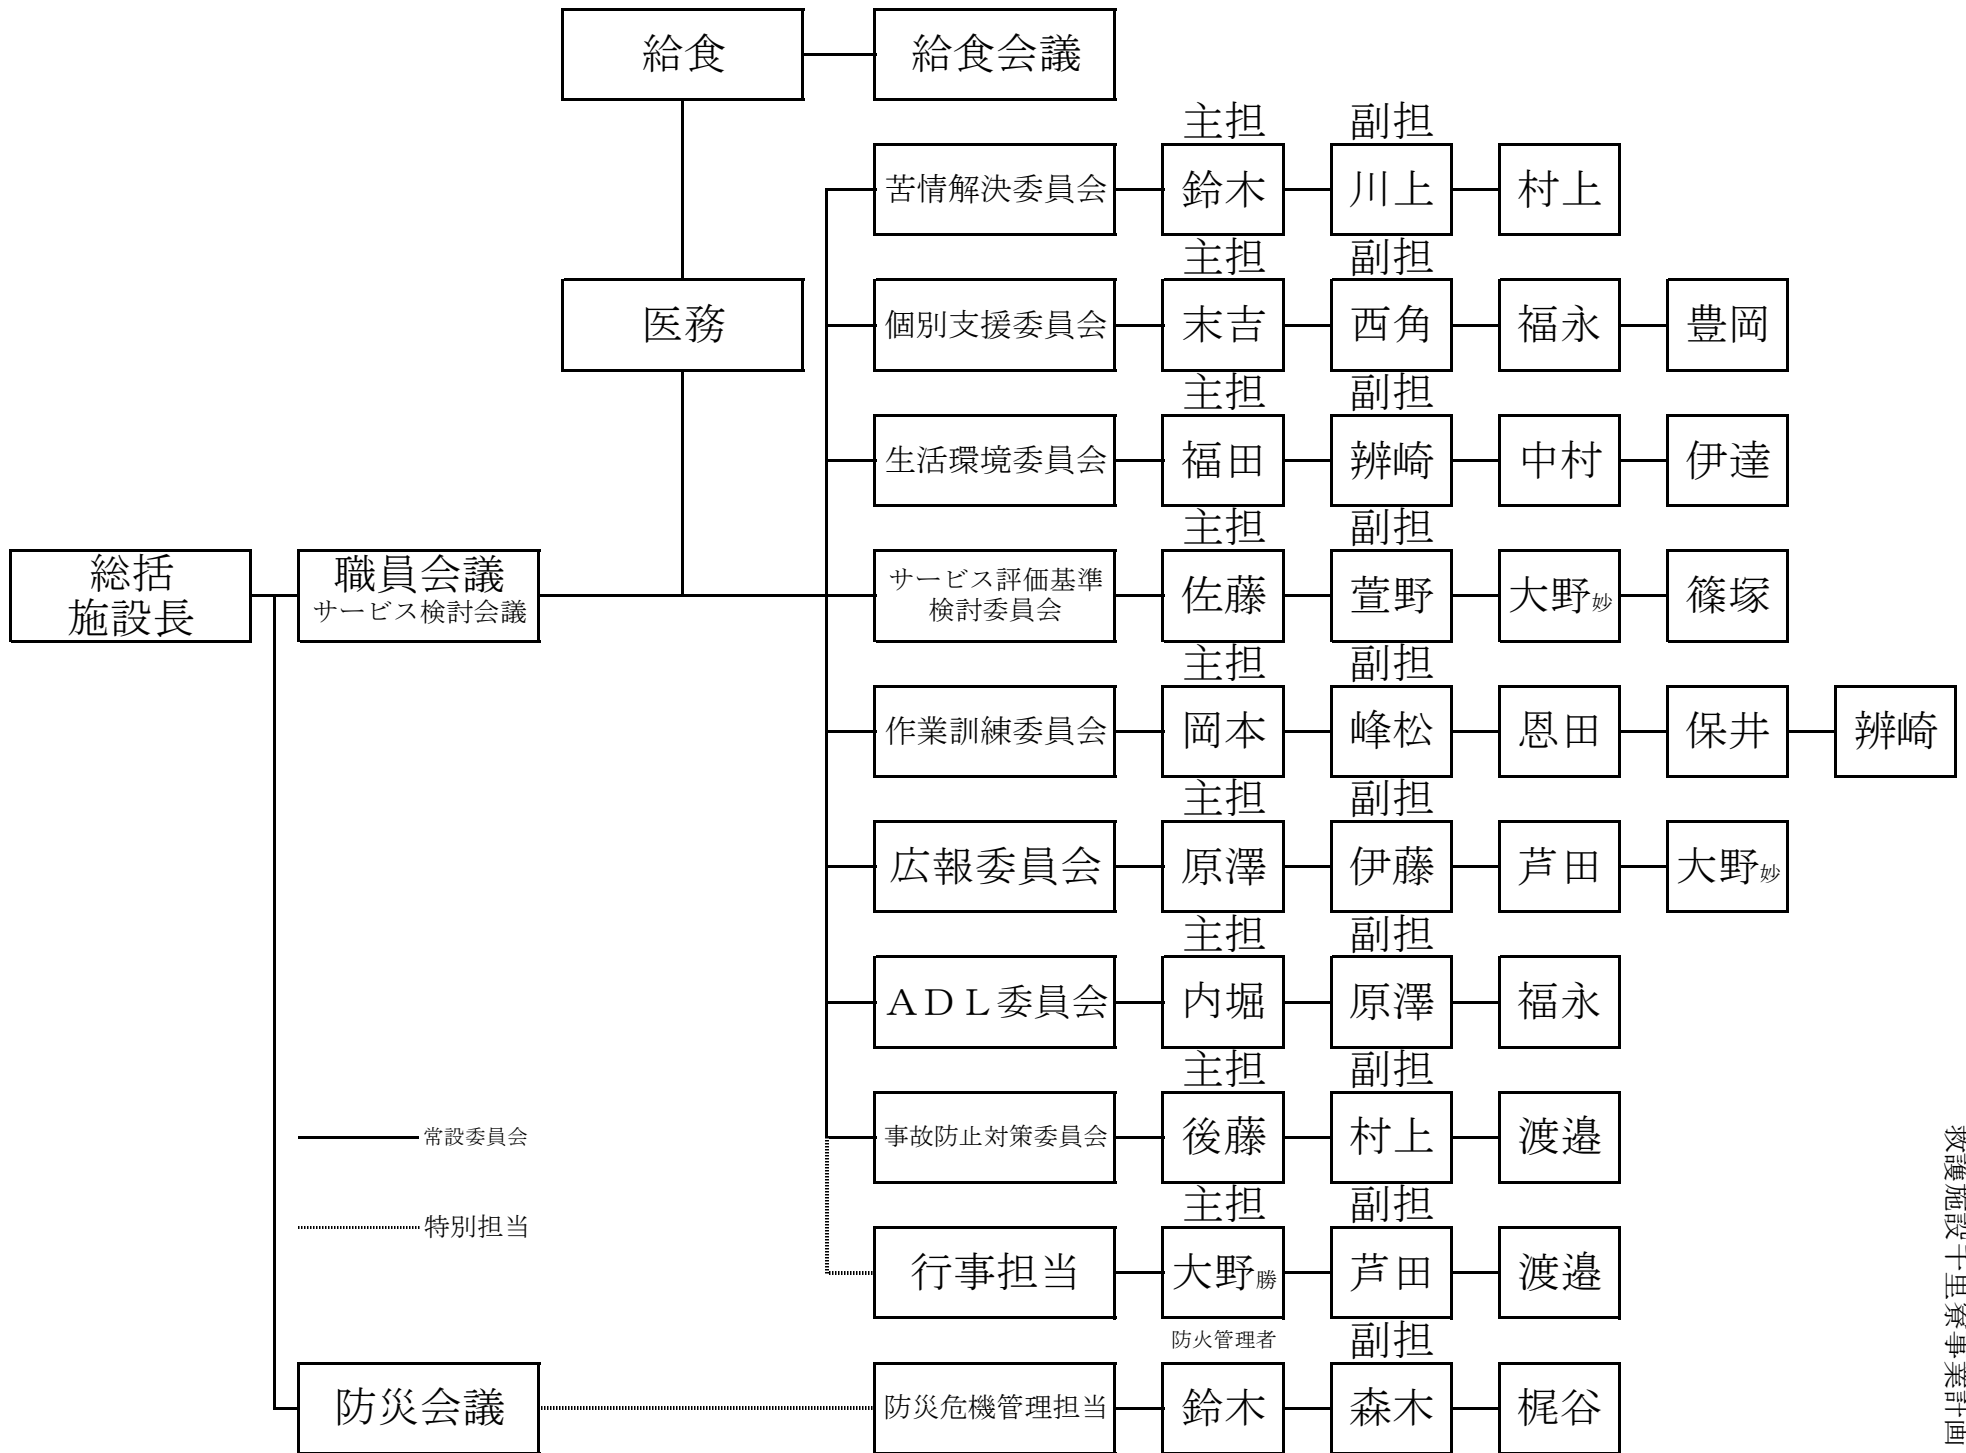 給食
給食会議
主担
副担
苦情解決委員会
鈴木
川上
村上
医務
主担
副担
個別支援委員会
末吉
西角
福永
豊岡
主担
副担
生活環境委員会
福田
辨崎
中村
伊達
総括
施設長
職員会議
サービス検討会議
主担
副担
サービス評価基準
検討委員会
佐藤
萱野
大野妙
篠塚
主担
副担
作業訓練委員会
岡本
峰松
恩田
保井
辨崎
主担
副担
広報委員会
原澤
伊藤
芦田
大野妙
主担
副担
ＡＤＬ委員会
内堀
原澤
福永
主担
副担
事故防止対策委員会
後藤
村上
渡邉
常設委員会
特別担当
主担
副担
行事担当
大野勝
芦田
渡邉
防災会議
防火管理者
副担
防災危機管理担当
鈴木
森木
梶谷
救護施設千里寮事業計画